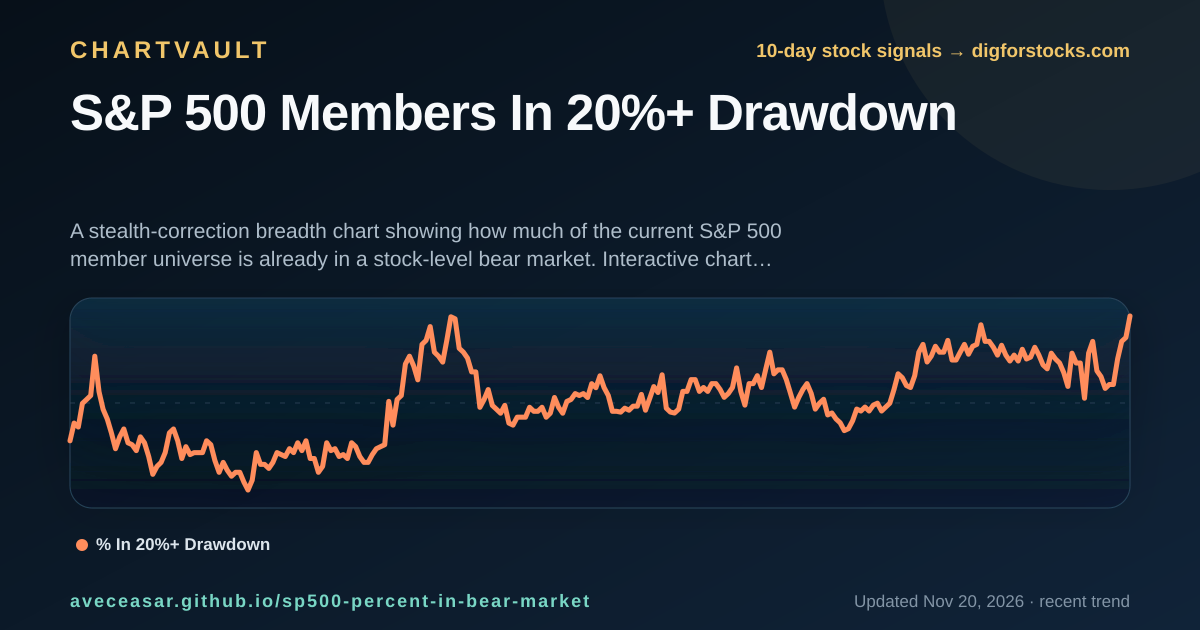 CHARTVAULT
10-day stock signals → digforstocks.com
S&P 500 Members In 20%+ Drawdown
A stealth-correction breadth chart showing how much of the current S&P 500
member universe is already in a stock-level bear market. Interactive chart…
% In 20%+ Drawdown
aveceasar.github.io/sp500-percent-in-bear-market
Updated Nov 20, 2026 · recent trend